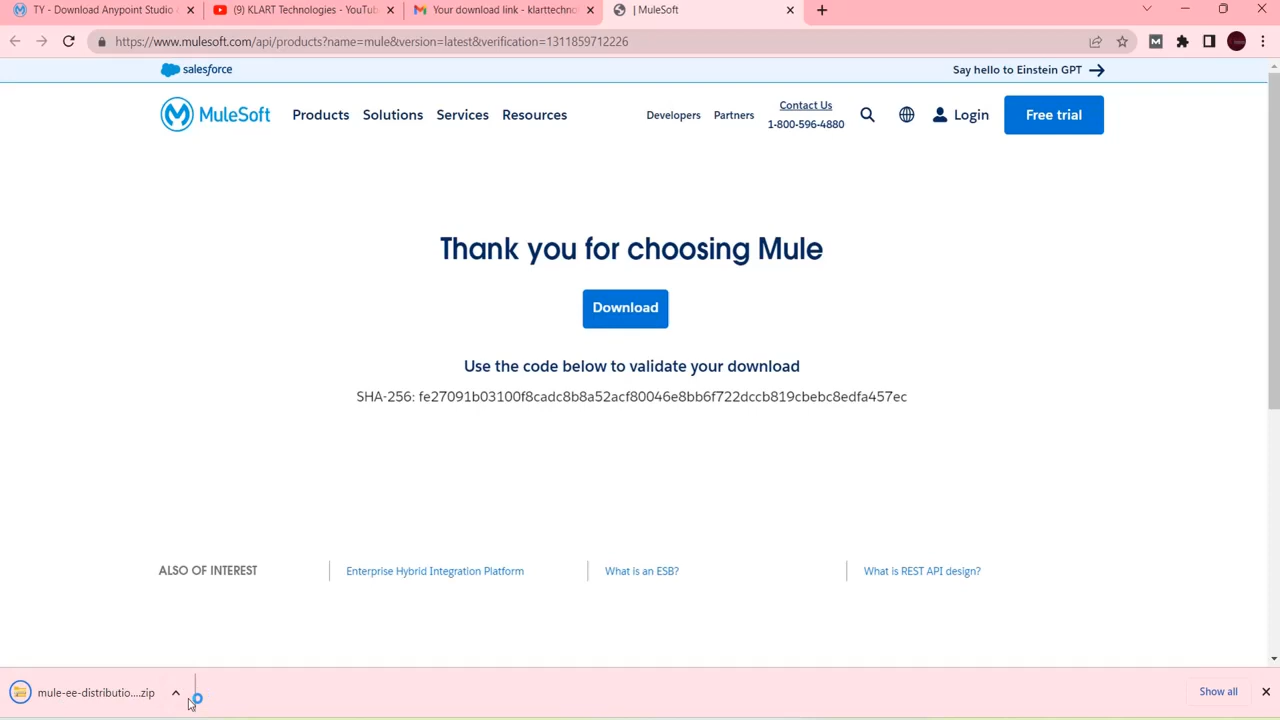 TY - Download Anypoint Studio
(9) KLART Technologies - YouTub
Your download link - klarttechno
| MuleSoft
https://www.mulesoft.com/api/products?name=mule&version=latest&verification=1311859712226
salesforce
Say hello to Einstein GPT
MuleSoft
Products
Solutions
Services
Resources
Developers
Partners
Contact Us
1-800-596-4880
Login
Free trial
Thank you for choosing Mule
Download
Use the code below to validate your download
SHA-256: fe27091b03100f8cadc8b8a52acf80046e8bb6f722dccb819cbebc8edfa457ec
ALSO OF INTEREST
Enterprise Hybrid Integration Platform
What is an ESB?
What is REST API design?
mule-ee-distributio....zip
Show all